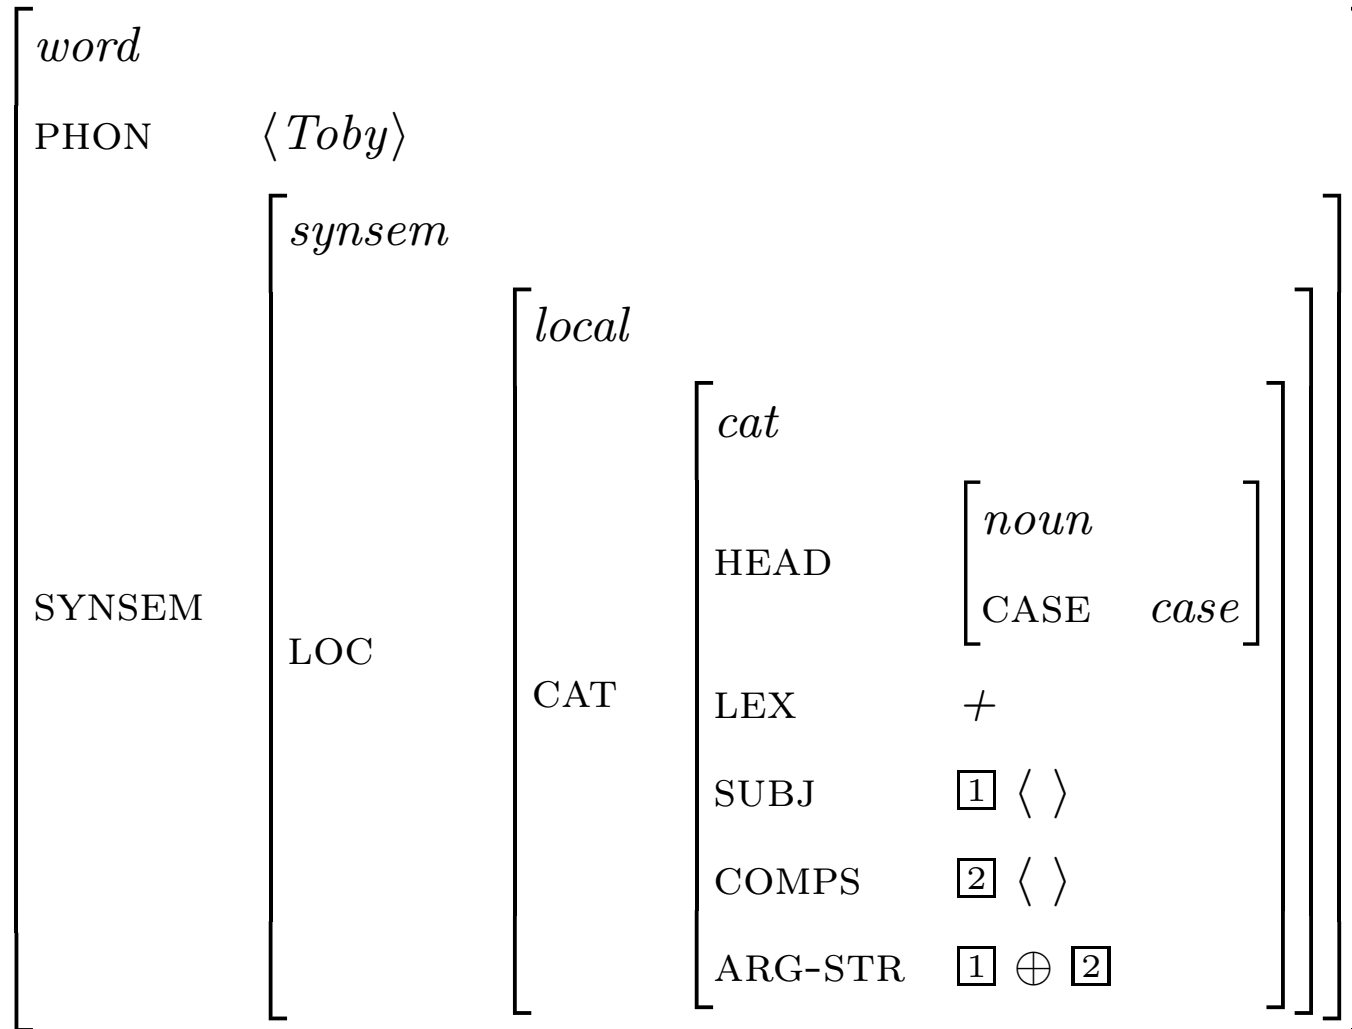 word
PHON ⟨Toby⟩
synsem
local
cat
noun
HEAD
CASE case
SYNSEM
LOC
CAT
LEX +
SUBJ 1 ⟨ ⟩
COMPS 2 ⟨ ⟩
ARG-STR 1 ⊕ 2